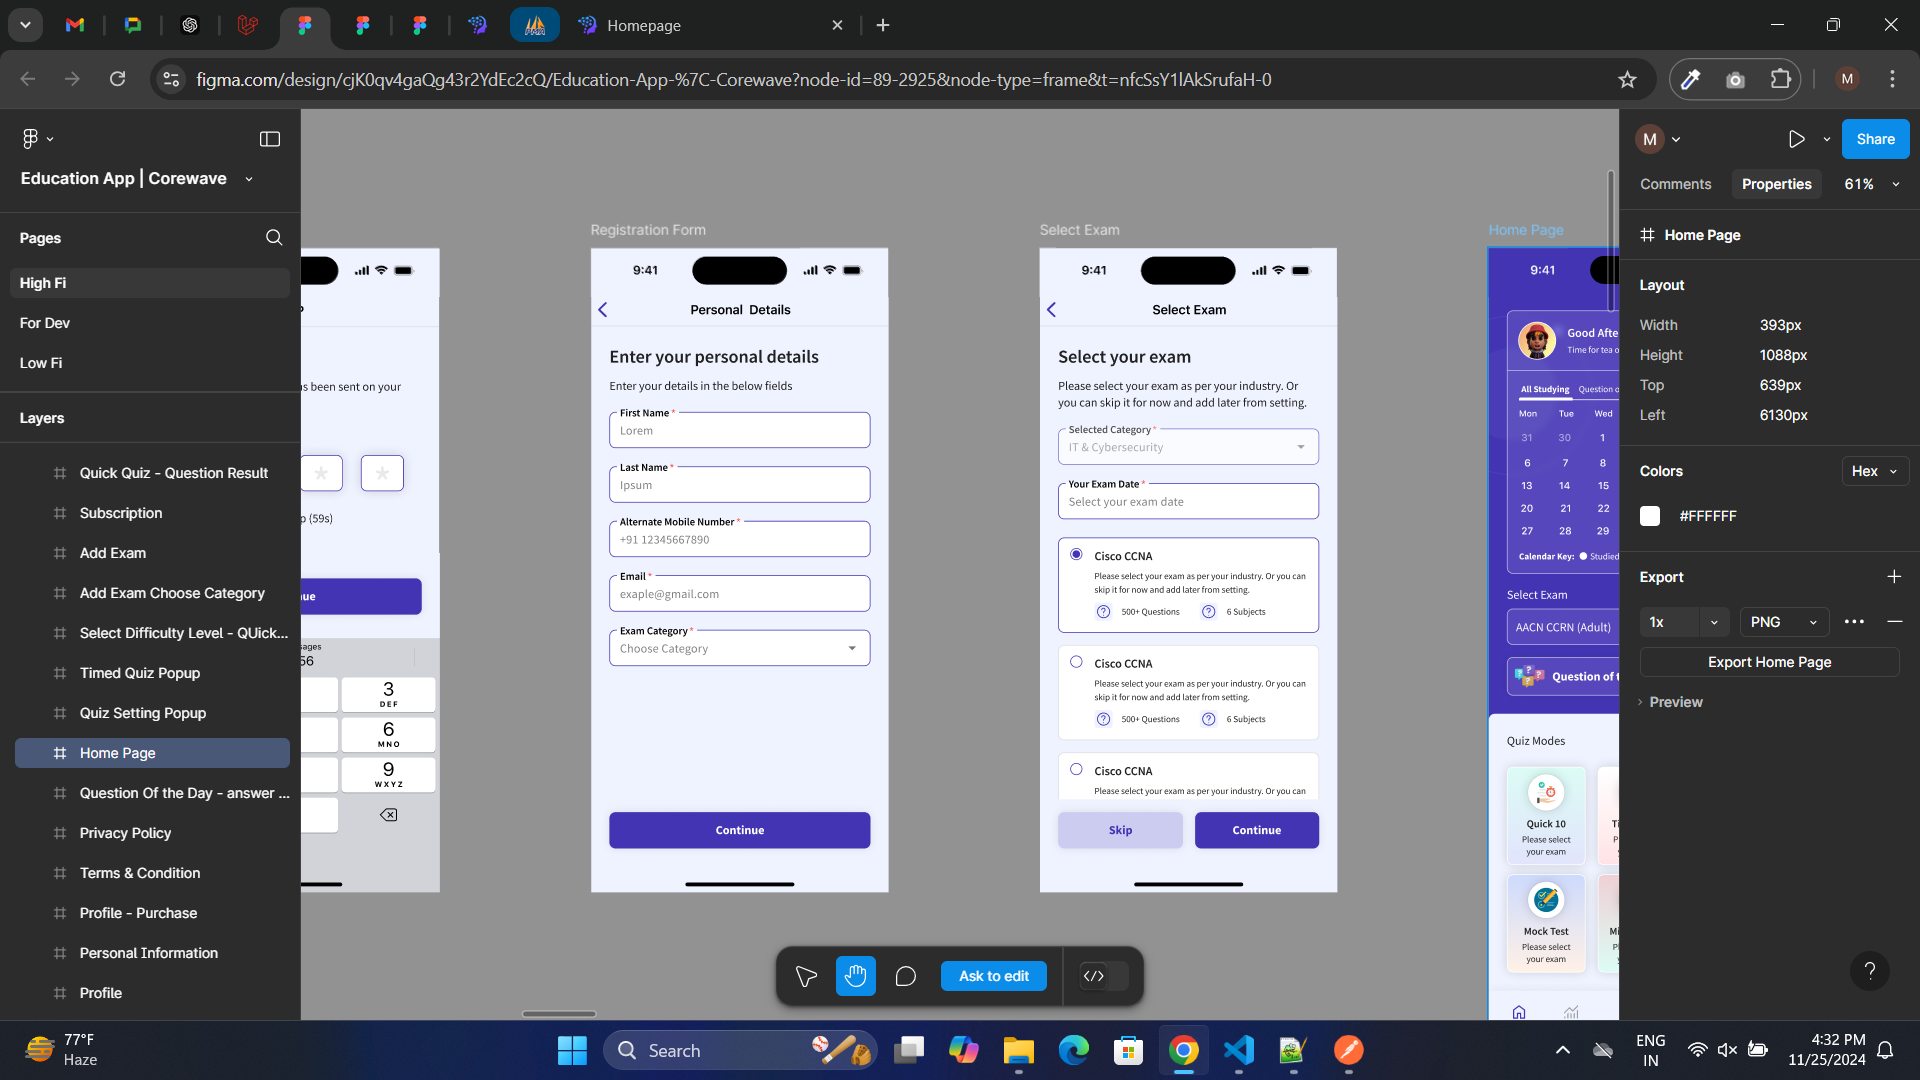 Homepage
figma.com/design/cjK0qv4gaQg43r2YdEc2cQ/Education-App-%7C-Corewave?node-id=89-2925&node-type=frame&t=nfcSsY1lAkSrufaH-0
M
Education App | Corewave
Pages
High Fi
For Dev
Low Fi
Layers
Quick Quiz - Question Result
Subscription
Add Exam
Add Exam Choose Category
Select Difficulty Level - QUick...
Timed Quiz Popup
Quiz Setting Popup
Home Page
Question Of the Day - answer ...
Privacy Policy
Terms & Condition
Profile - Purchase
Personal Information
Profile
s been sent on your
p (59s)
ue
sages
56
3
DEF
6
MNO
9
WXYZ
Registration Form
9:41
Personal Details
Enter your personal details
Enter your details in the below fields
First Name *
Lorem
Last Name *
Ipsum
Alternate Mobile Number *
+91 12345667890
Email *
exaple@gmail.com
Exam Category *
Choose Category
Continue
Select Exam
9:41
Select Exam
Select your exam
Please select your exam as per your industry. Or
you can skip it for now and add later from setting.
Selected Category *
IT & Cybersecurity
Your Exam Date *
Select your exam date
Cisco CCNA
Please select your exam as per your industry. Or you can
skip it for now and add later from setting.
500+ Questions 6 Subjects
Cisco CCNA
Please select your exam as per your industry. Or you can
skip it for now and add later from setting.
500+ Questions 6 Subjects
Cisco CCNA
Please select your exam as per your industry. Or you can
Skip Continue
Home Page
9:41
Good Afte
Time for tea o
All Studying Question o
Mon Tue Wed
31 30 1
6 7 8
13 14 15
20 21 22
27 28 29
Calendar Key: Studied
Select Exam
AACN CCRN (Adult)
Question of t
Quiz Modes
Quick 10
Please select
your exam
Ti
P
Mock Test
Please select
your exam
Mi
P
Ask to edit
M
Share
Comments Properties 61%
Home Page
Layout
Width 393px
Height 1088px
Top 639px
Left 6130px
Colors Hex
#FFFFFF
Export
1x PNG
Export Home Page
Preview
?
77°F
Haze
Search
ENG
IN
4:32 PM
11/25/2024